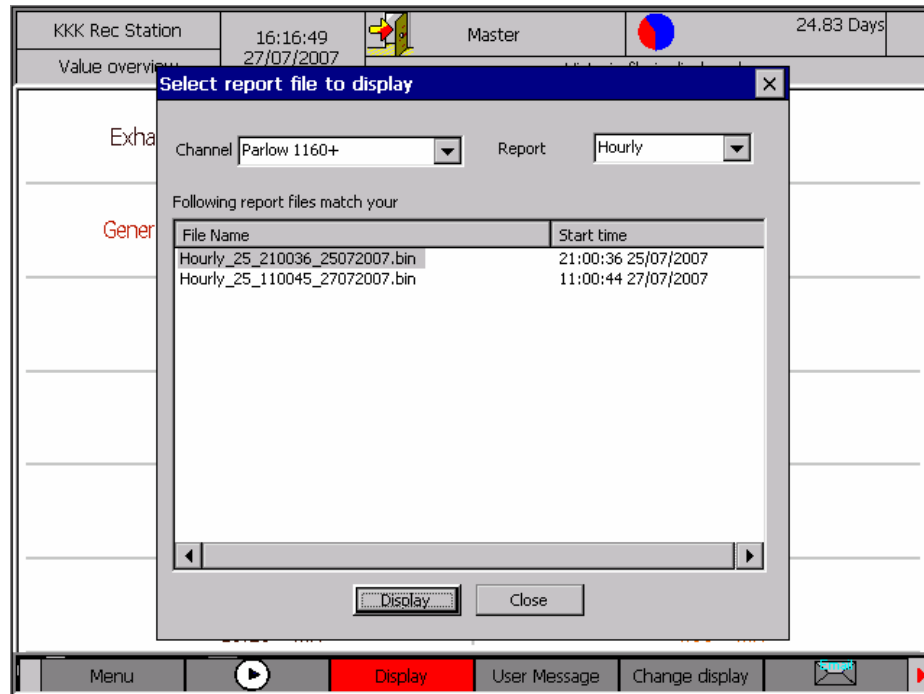 KKK Rec Station
16:16:49
27/07/2007
Master
24.83 Days
Value overview
Select report file to display
Exha
Channel Parlow 1160+ Report Hourly
Following report files match your
Gener
File Name Start time
Hourly_25_210036_25072007.bin 21:00:36 25/07/2007
Hourly_25_110045_27072007.bin 11:00:44 27/07/2007
Display Close
Menu Display User Message Change display Email